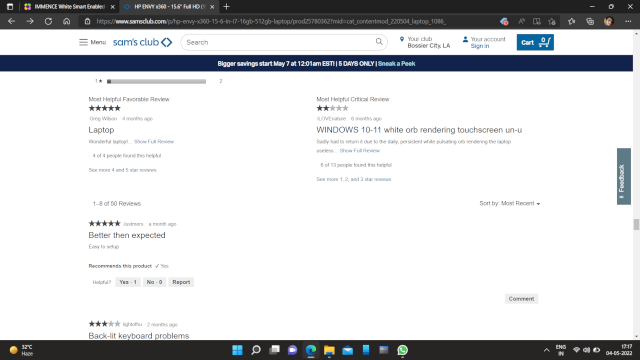 IMMENCE White Smart Enabled
HP ENVY x360 - 15.6" Full HD
https://www.samsclub.com/p/hp-envy-x360-15-6-in-i7-16gb-512gb-laptop/prod25780362?mid=cat_contentmod_220504_laptop_1086_
Menu
sam's club
Search
Your club
Bossier City, LA
Your account
Sign in
Cart 0
Bigger savings start May 7 at 12:01am EST! | 5 DAYS ONLY | Sneak a Peek
1★ 2
Most Helpful Favorable Review
Greg Wilson · 4 months ago
Laptop
Wonderful laptop!... Show Full Review
4 of 4 people found this helpful
See more 4 and 5 star reviews
Most Helpful Critical Review
ILOVEnature · 6 months ago
WINDOWS 10-11 white orb rendering touchscreen un-u
Sadly had to return it due to the daily, persistent white pulsating orb rendering the laptop
useless... Show Full Review
6 of 13 people found this helpful
See more 1, 2, and 3 star reviews
1–8 of 50 Reviews
Sort by: Most Recent
a month ago
Better then expected
Easy to setup
Recommends this product ✓ Yes
Helpful? Yes · 1 No · 0 Report
Comment
lightofhu · 2 months ago
Back-lit keyboard problems
Feedback
32°C
Haze
ENG
IN
17:17
04-05-2022